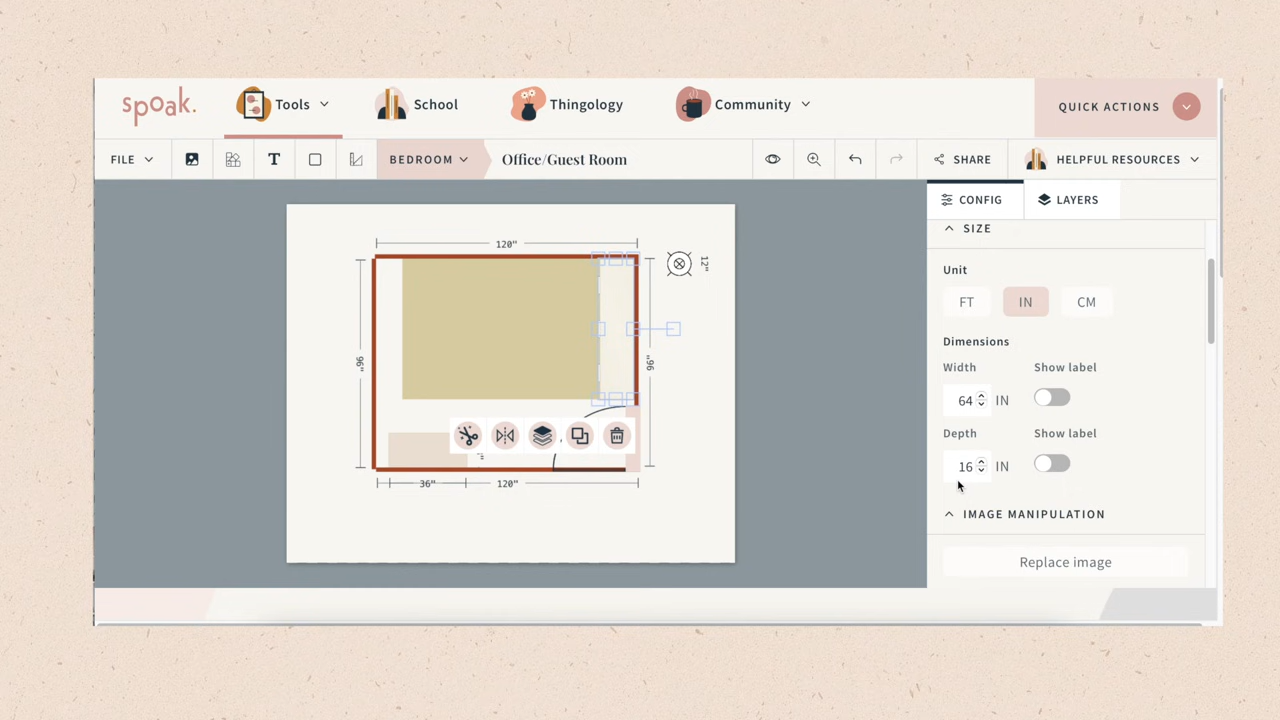 spoak.
Tools
School
Thingology
Community
QUICK ACTIONS
FILE
T
BEDROOM
Office/Guest Room
SHARE
HELPFUL RESOURCES
CONFIG
LAYERS
SIZE
Unit
FT
IN
CM
Dimensions
Width
Show label
64
IN
Depth
Show label
16
IN
IMAGE MANIPULATION
Replace image
120"
12"
96"
96"
36"
120"